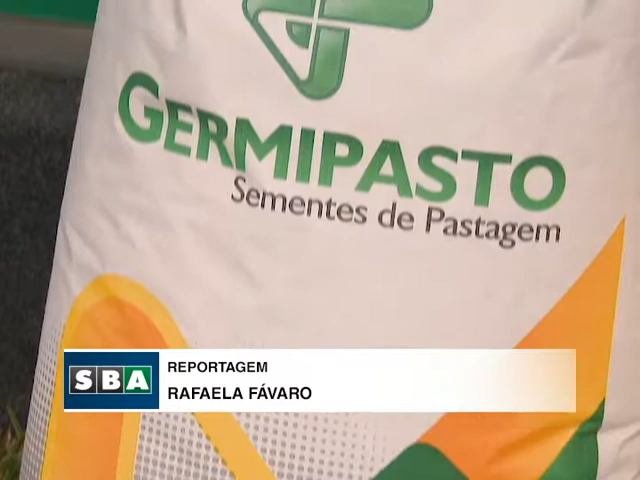 GERMIPASTO
Sementes de Pastagem
SBA
REPORTAGEM
RAFAELA FÁVARO